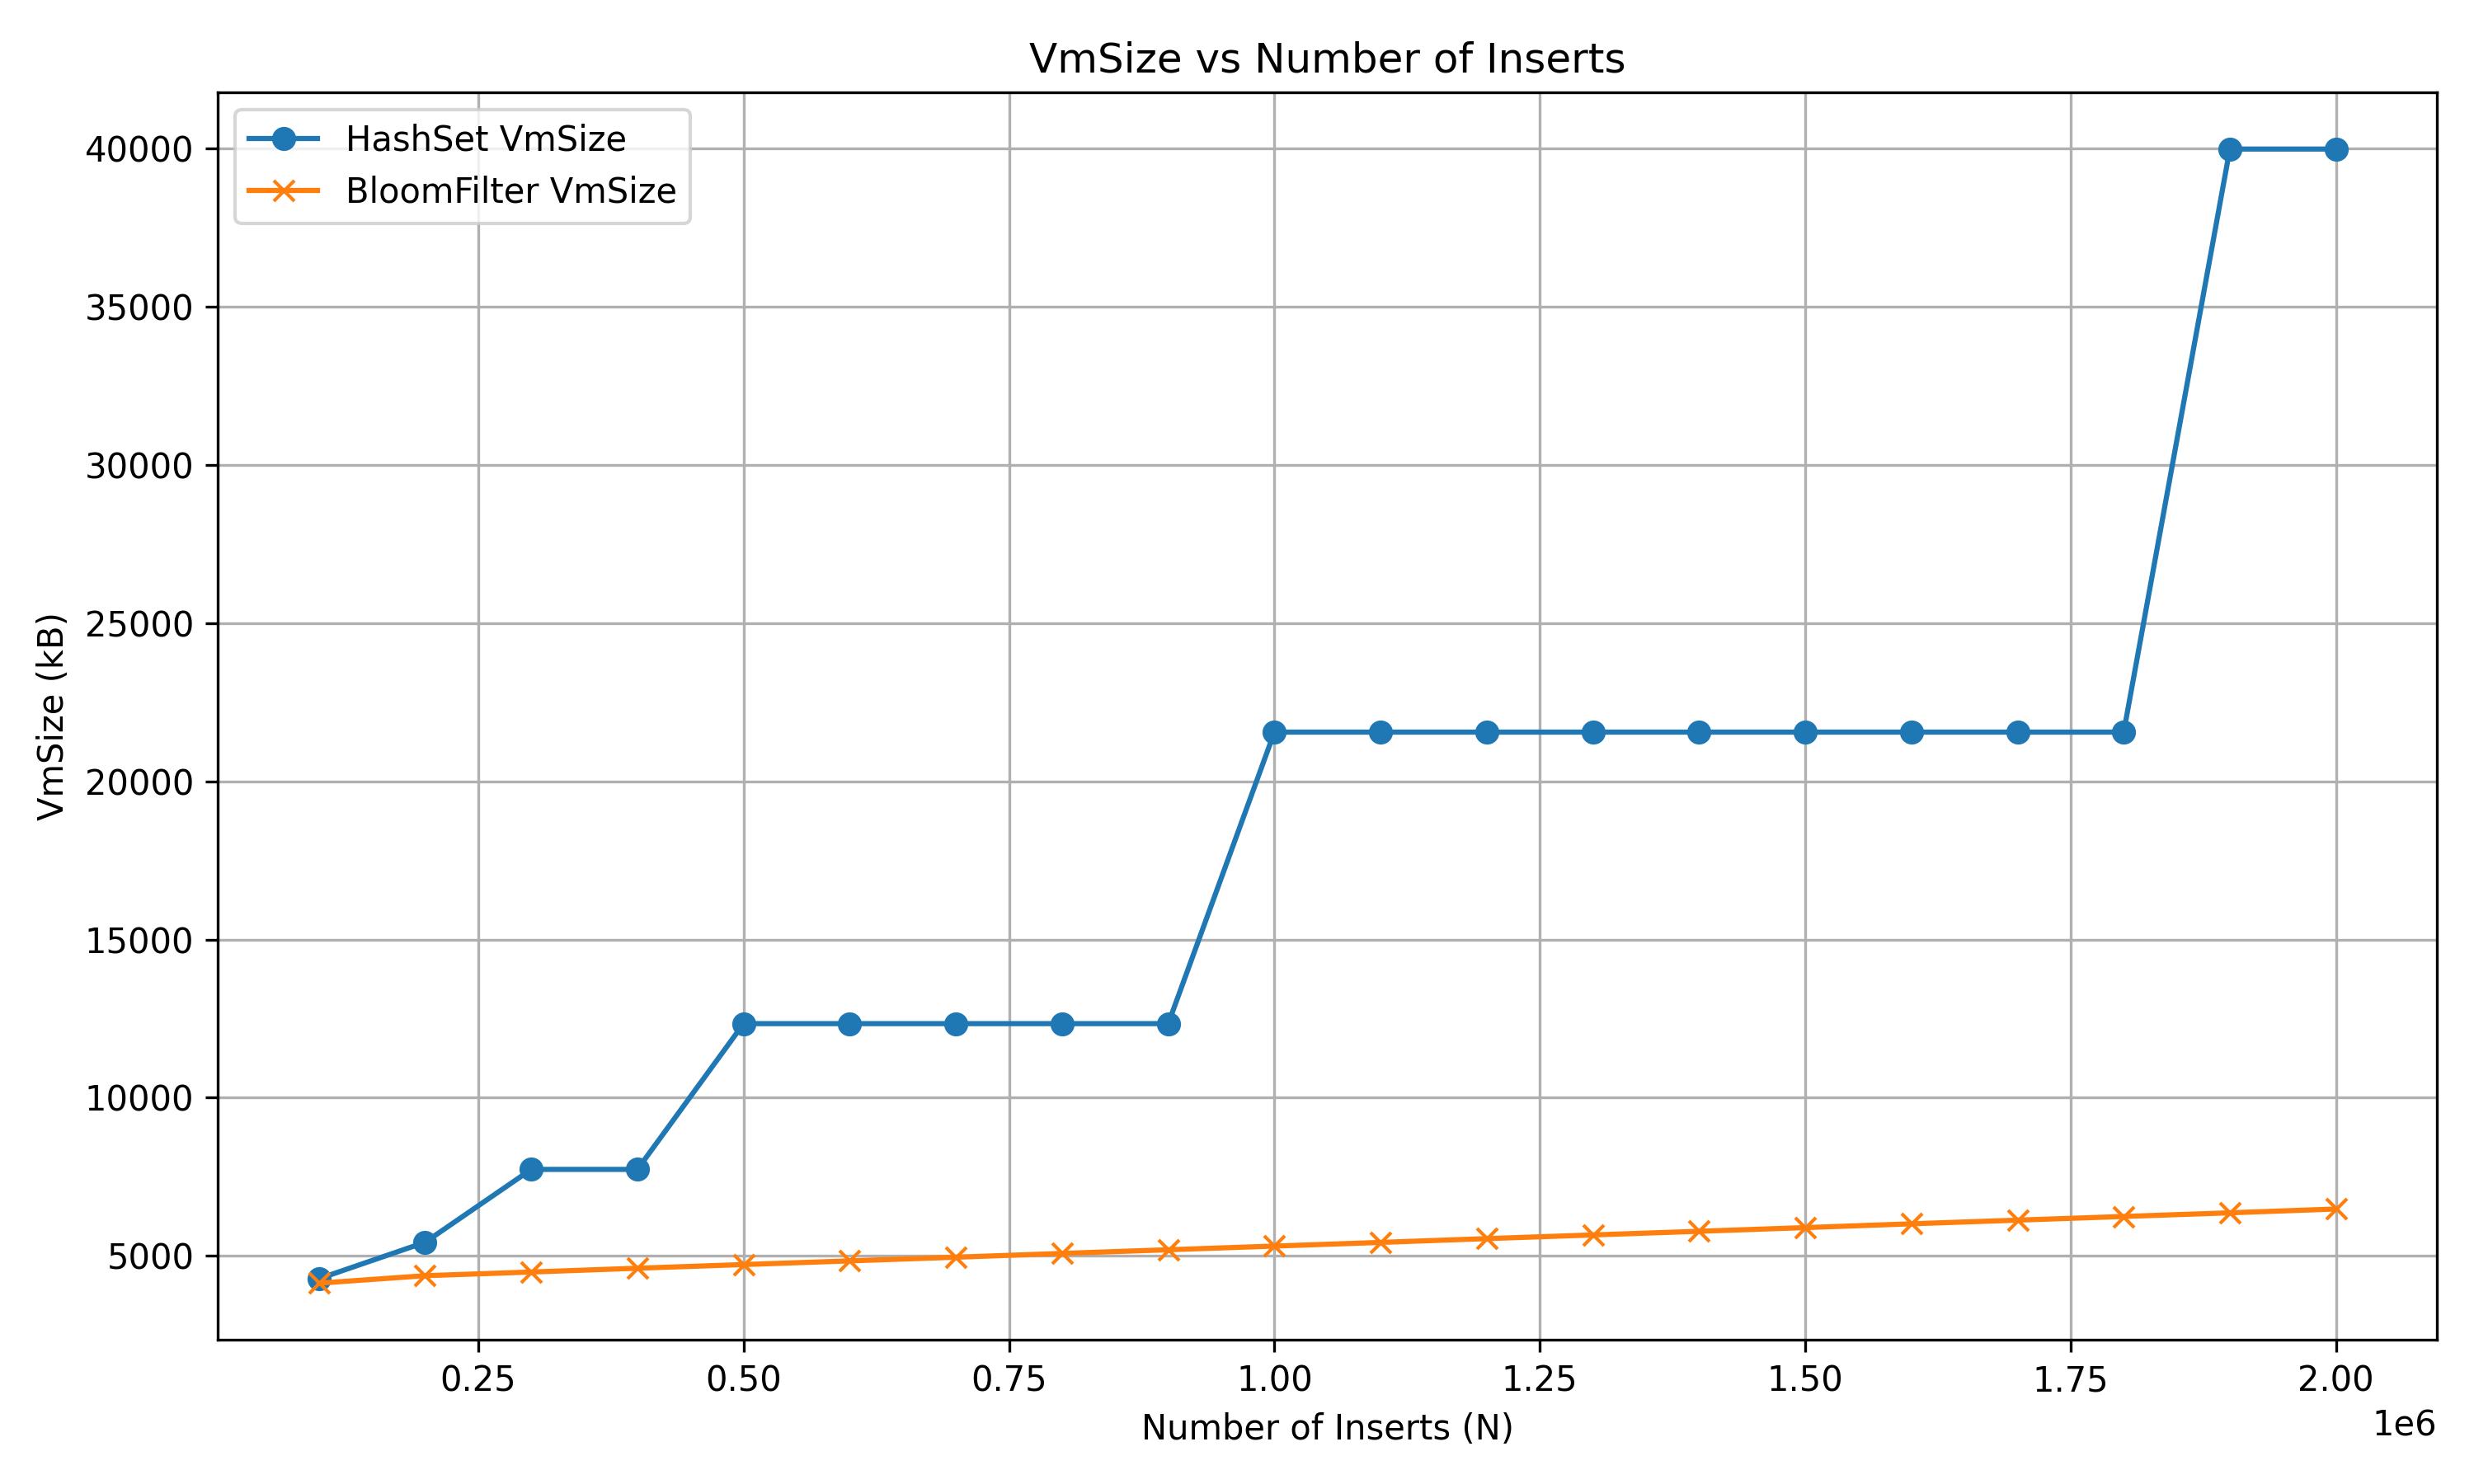 VmSize vs Number of Inserts
HashSet VmSize
BloomFilter VmSize
40000
35000
30000
25000
20000
15000
10000
5000
VmSize (kB)
0.25 0.50 0.75 1.00 1.25 1.50 1.75 2.00
1e6
Number of Inserts (N)